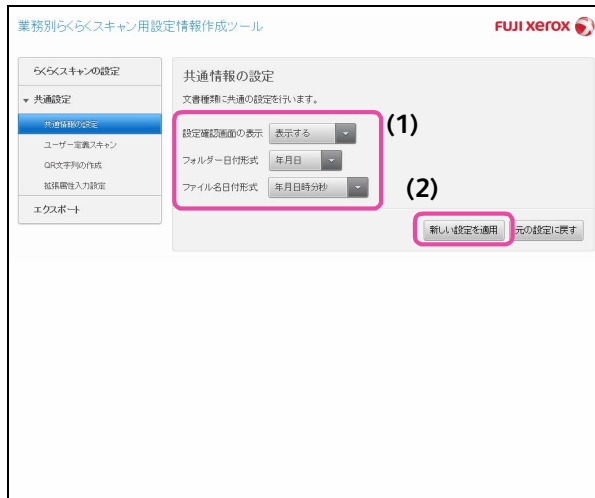 業務別らくらくスキャン用設定情報作成ツール
FUJI XEROX
らくらくスキャンの設定
共通設定
共通情報の設定
ユーザー定義スキャン
QR文字列の作成
拡張属性入力設定
エクスポート
共通情報の設定
文書種類に共通の設定を行います。
設定確認画面の表示 表示する
(1)
フォルダー日付形式 年月日
ファイル名日付形式 年月日時分秒
(2)
新しい設定を適用 元の設定に戻す